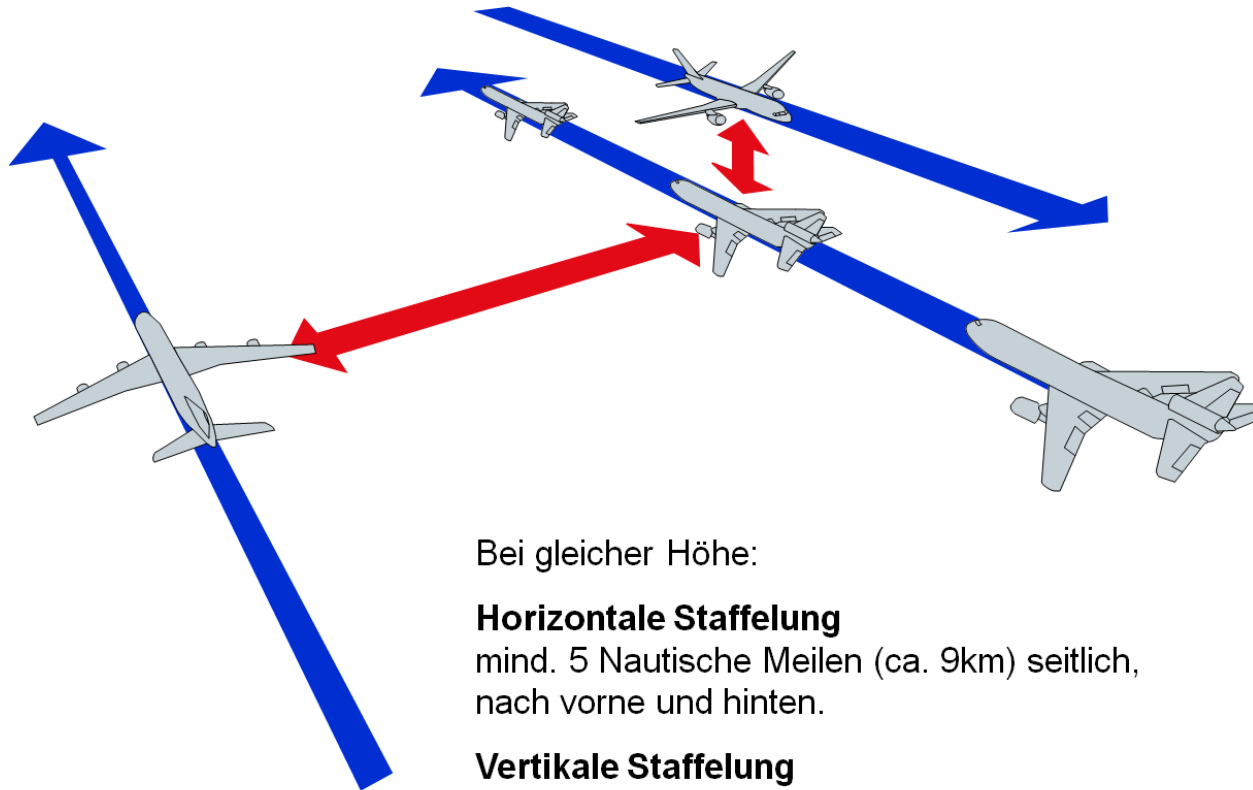 Bei gleicher Höhe:
Horizontale Staffelung
mind. 5 Nautische Meilen (ca. 9km) seitlich,
nach vorne und hinten.
Vertikale Staffelung